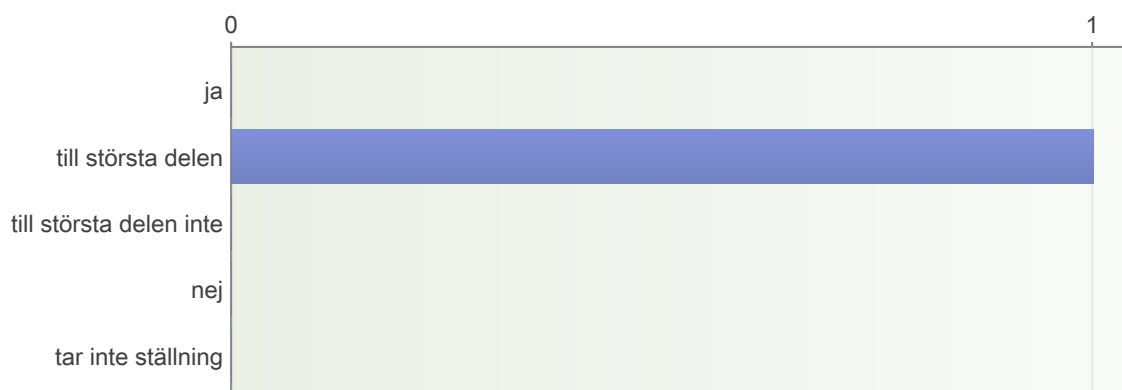 0 1
ja
till största delen
till största delen inte
nej
tar inte ställning